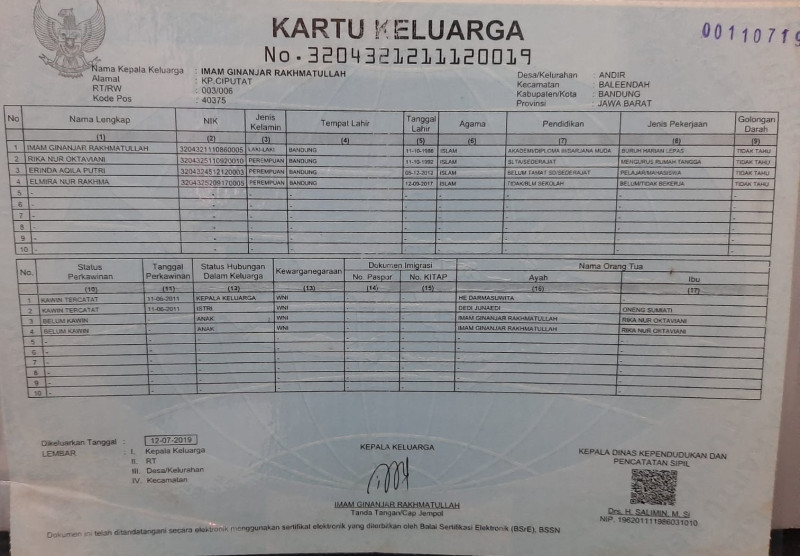 KARTU KELUARGA
No. 3204321211120019
00110719
Nama Kepala Keluarga : IMAM GINANJAR RAKHMATULLAH
Alamat : KP.CIPUTAT
RT/RW : 003/006
Kode Pos : 40375
Desa/Kelurahan : ANDIR
Kecamatan : BALEENDAH
Kabupaten/Kota : BANDUNG
Provinsi : JAWA BARAT
No Nama Lengkap NIK Jenis Kelamin Tempat Lahir Tanggal Lahir Agama Pendidikan Jenis Pekerjaan Golongan Darah
(1) (2) (3) (4) (5) (6) (7) (8) (9)
1 IMAM GINANJAR RAKHMATULLAH 3204321110860005 LAKI-LAKI BANDUNG 11-10-1986 ISLAM AKADEMI/DIPLOMA III/SARJANA MUDA BURUH HARIAN LEPAS TIDAK TAHU
2 RIKA NUR OKTAVIANI 3204325110920010 PEREMPUAN BANDUNG 11-10-1992 ISLAM SLTA/SEDERAJAT MENGURUS RUMAH TANGGA TIDAK TAHU
3 ERINDA AQILA PUTRI 3204324512120003 PEREMPUAN BANDUNG 05-12-2012 ISLAM BELUM TAMAT SD/SEDERAJAT PELAJAR/MAHASISWA TIDAK TAHU
4 ELMIRA NUR RAKHMA 3204325209170005 PEREMPUAN BANDUNG 12-09-2017 ISLAM TIDAK/BLM SEKOLAH BELUM/TIDAK BEKERJA TIDAK TAHU
5 - - - - - - - - -
6 - - - - - - - - -
7 - - - - - - - - -
8 - - - - - - - - -
9 - - - - - - - - -
10 - - - - - - - - -
No. Status Perkawinan Tanggal Perkawinan Status Hubungan Dalam Keluarga Kewarganegaraan Dokumen Imigrasi Nama Orang Tua
No. Paspor No. KITAP Ayah Ibu
(10) (11) (12) (13) (14) (15) (16) (17)
1 KAWIN TERCATAT 11-06-2011 KEPALA KELUARGA WNI - - HE DARMASUWITA
2 KAWIN TERCATAT 11-06-2011 ISTRI WNI - - DEDI JUNAEDI ONENG SUMIATI
3 BELUM KAWIN - ANAK WNI - - IMAM GINANJAR RAKHMATULLAH RIKA NUR OKTAVIANI
4 BELUM KAWIN - ANAK WNI - - IMAM GINANJAR RAKHMATULLAH RIKA NUR OKTAVIANI
5 - - - - - - - -
6 - - - - - - - -
7 - - - - - - - -
8 - - - - - - - -
9 - - - - - - - -
10 - - - - - - - -
Dikeluarkan Tanggal : 12-07-2019
LEMBAR : I. Kepala Keluarga
II. RT
III. Desa/Kelurahan
IV. Kecamatan
KEPALA KELUARGA
IMAM GINANJAR RAKHMATULLAH
Tanda Tangan/Cap Jempol
KEPALA DINAS KEPENDUDUKAN DAN
PENCATATAN SIPIL
Drs. H. SALIMIN, M. Si
NIP. 196201111986031010
Dokumen ini telah ditandatangani secara elektronik menggunakan sertifikat elektronik yang diterbitkan oleh Balai Sertifikasi Elektronik (BSrE), BSSN